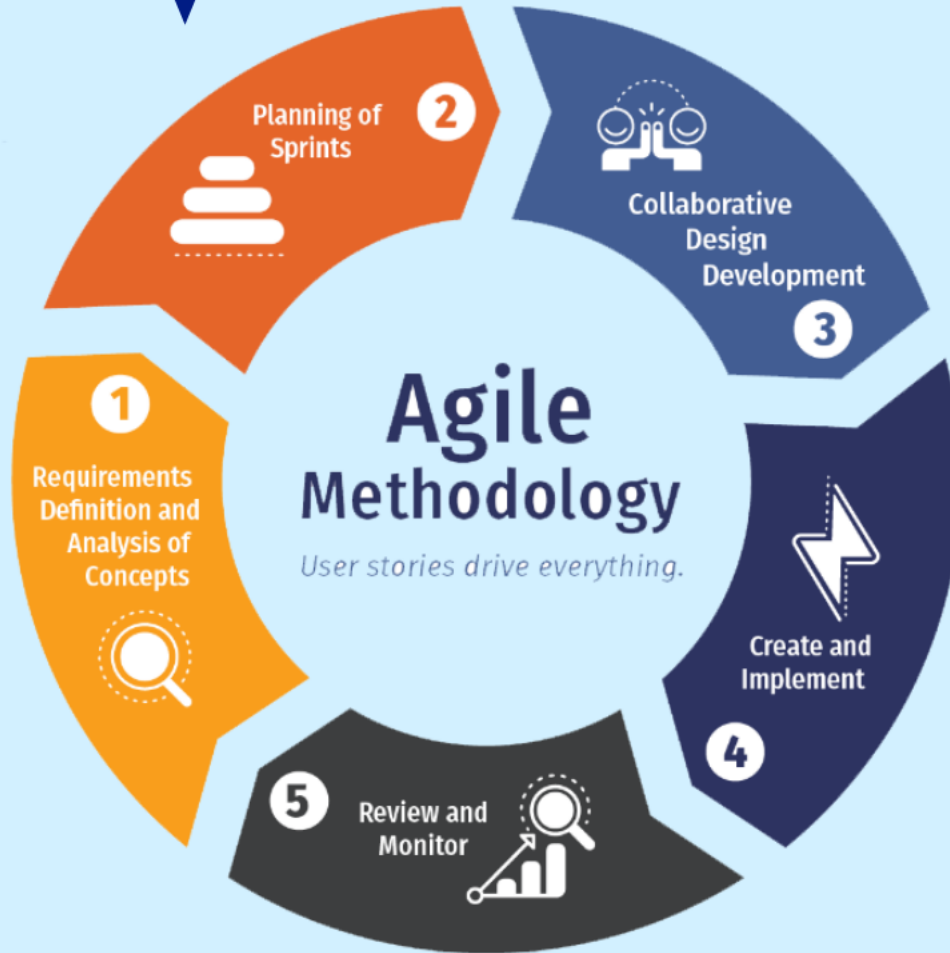 Agile
Methodology
User stories drive everything.
1
Requirements
Definition and
Analysis of
Concepts
Planning of
Sprints
2
Collaborative
Design
Development
3
Create and
Implement
4
5
Review and
Monitor